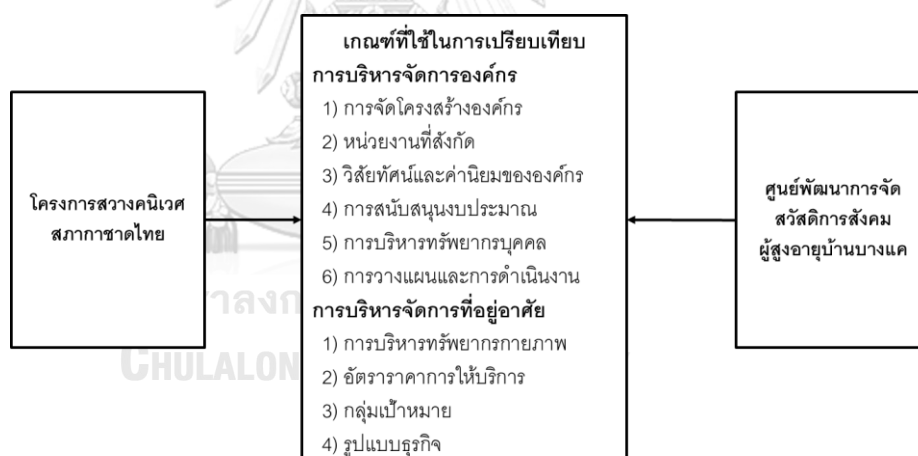 เกณฑ์ที่ใช้ในการเปรียบเทียบ
การบริหารจัดการองค์กร
1) การจัดโครงสร้างองค์กร
2) หน่วยงานที่สังกัด
3) วิสัยทัศน์และค่านิยมขององค์กร
4) การสนับสนุนงบประมาณ
5) การบริหารทรัพยากรบุคคล
6) การวางแผนและการดำเนินงาน
การบริหารจัดการที่อยู่อาศัย
1) การบริหารทรัพยากรกายภาพ
2) อัตราราคาการให้บริการ
3) กลุ่มเป้าหมาย
4) รูปแบบธุรกิจ
โครงการสวางคนิเวศ
สภากาชาดไทย
ศูนย์พัฒนาการจัด
สวัสดิการสังคม
ผู้สูงอายุบ้านบางแค
าลงก
CHULALON